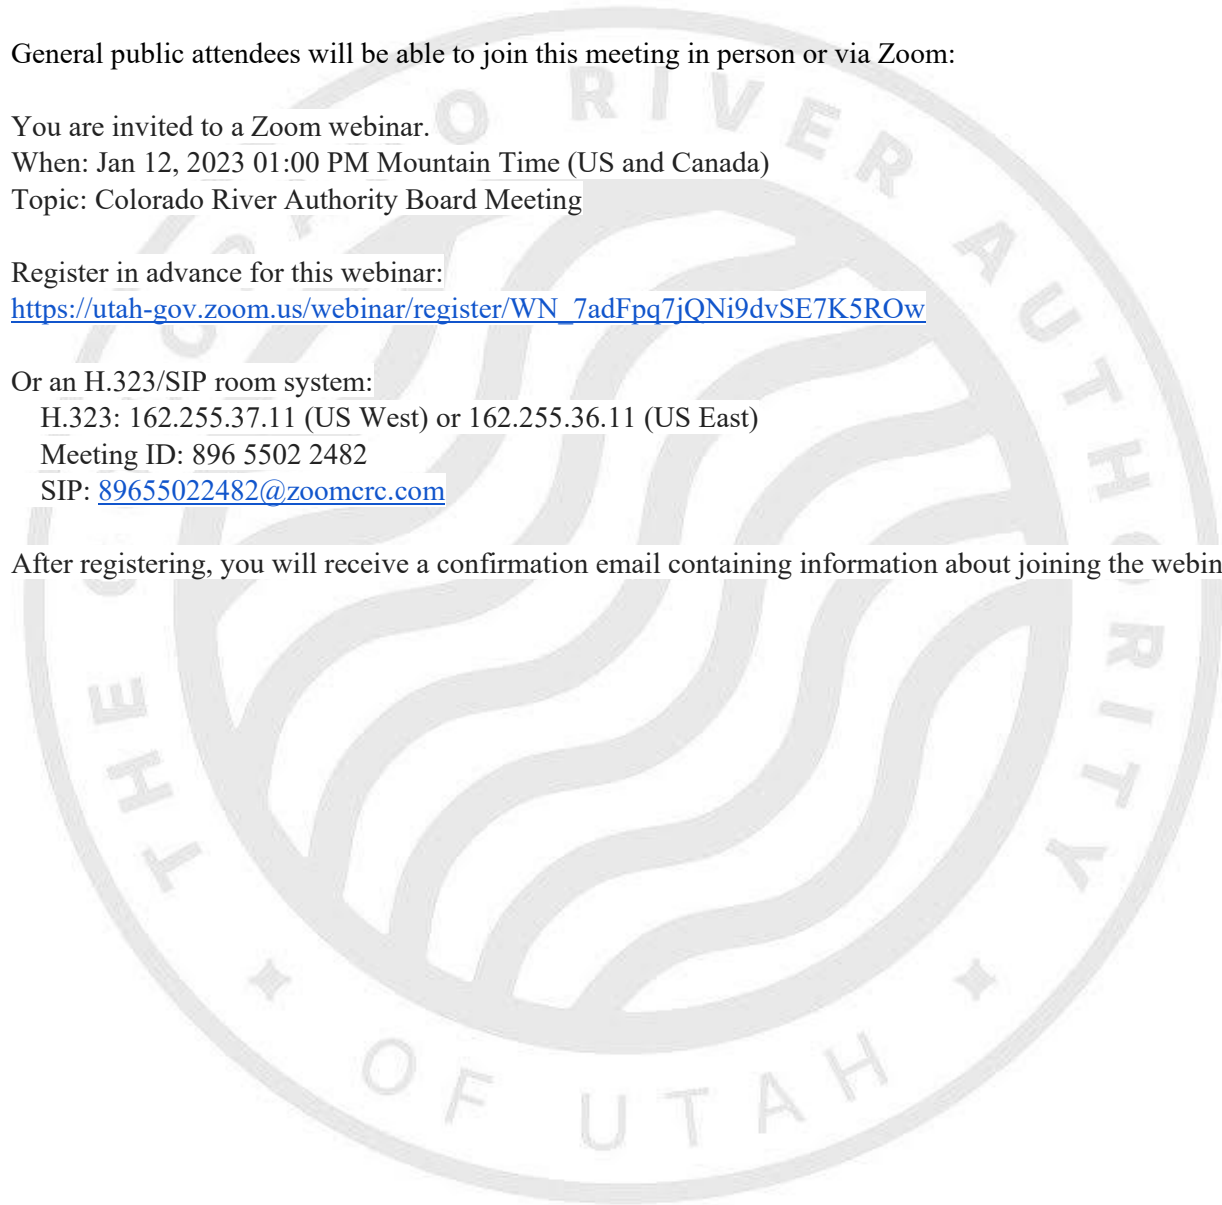 General public attendees will be able to join this meeting in person or via Zoom:
You are invited to a Zoom webinar.
When: Jan 12, 2023 01:00 PM Mountain Time (US and Canada)
Topic: Colorado River Authority Board Meeting
Register in advance for this webinar:
https://utah-gov.zoom.us/webinar/register/WN_7adFpq7jQNi9dvSE7K5ROw
Or an H.323/SIP room system:
H.323: 162.255.37.11 (US West) or 162.255.36.11 (US East)
Meeting ID: 896 5502 2482
SIP: 89655022482@zoomcrc.com
After registering, you will receive a confirmation email containing information about joining the webin
THE RIVER AUTHORITY
OF UTAH